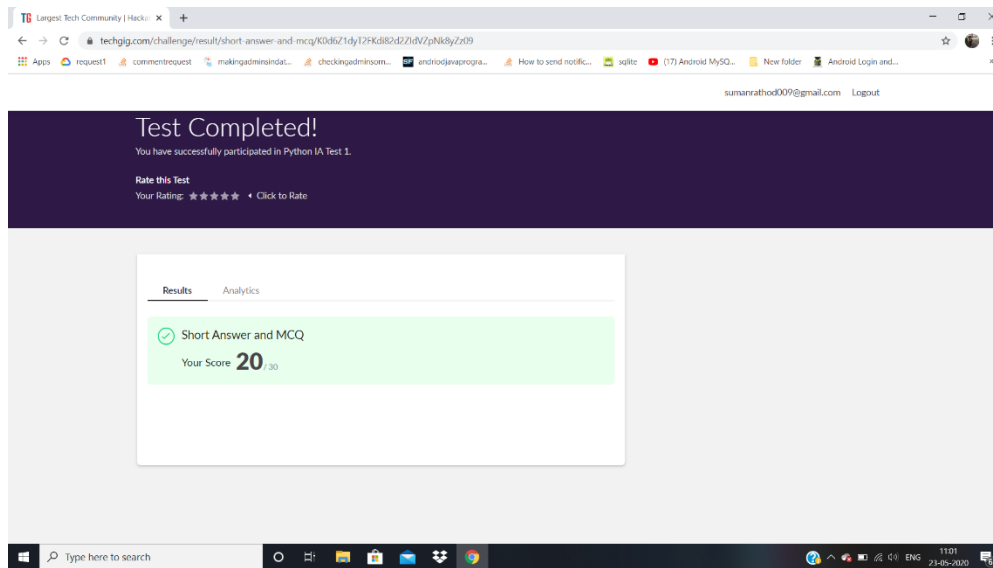 TG Largest Tech Community | Hacka
techgig.com/challenge/result/short-answer-and-mcq/K0d6Z1dyT2FKdi82d2ZIdVZpNk8yZz09
Apps request1 commentrequest makingadminsindat... checkingadminsom... SF andriodjavaprogra... How to send notific... sqlite (17) Android MySQ... New folder Android Login and...
sumanrathod009@gmail.com Logout
Test Completed!
You have successfully participated in Python IA Test 1.
Rate this Test
Your Rating: Click to Rate
Results Analytics
Short Answer and MCQ
Your Score 20 / 30
Type here to search
ENG 11:01
23-05-2020 6